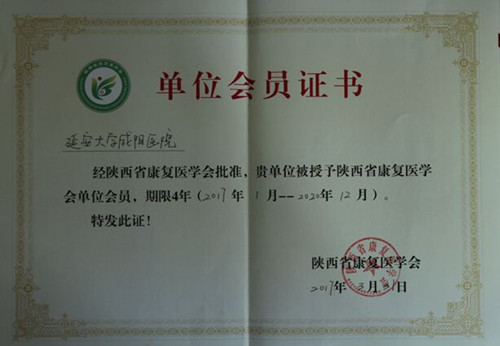 单位会员证书
延安大学咸阳医院
经陕西省康复医学会批准，贵单位被授予陕西省康复医学
会单位会员，期限4年（2017年1月--2020年12月）。
特发此证！
陕西省康复医学会
2017年 月 日